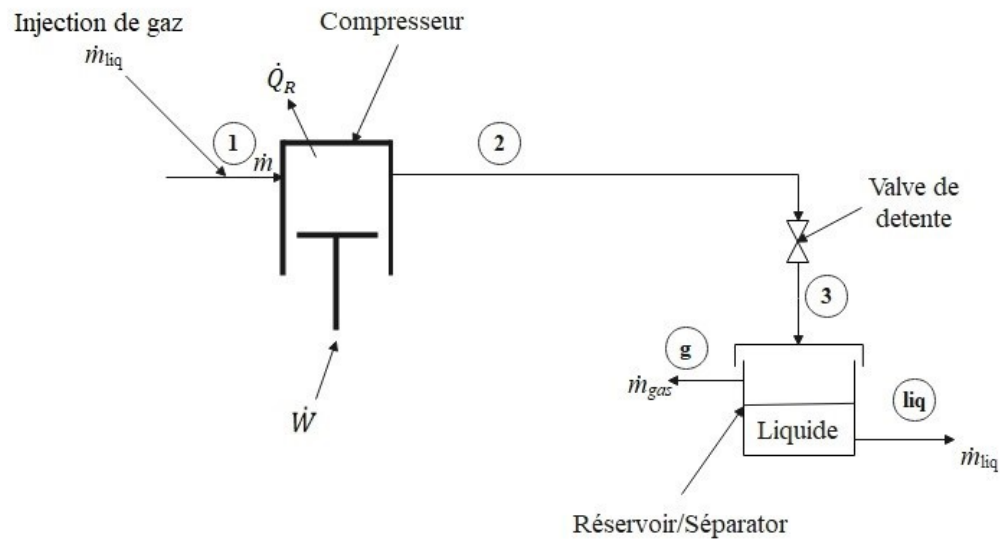 Injection de gaz
ṁliq
Compresseur
Q̇R
1
ṁ
2
Valve de
detente
3
g
ṁgas
liq
Liquide
ṁliq
Ẇ
Réservoir/Séparator